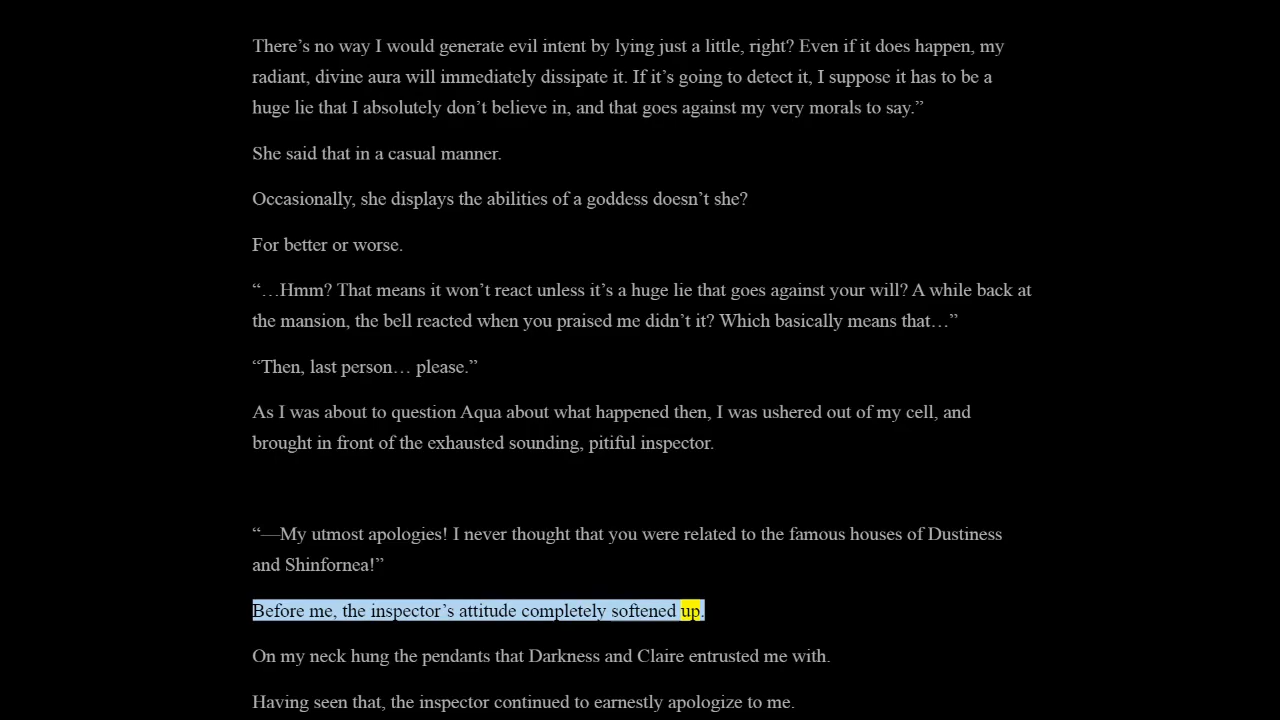 There’s no way I would generate evil intent by lying just a little, right? Even if it does happen, my
radiant, divine aura will immediately dissipate it. If it’s going to detect it, I suppose it has to be a
huge lie that I absolutely don’t believe in, and that goes against my very morals to say.”
She said that in a casual manner.
Occasionally, she displays the abilities of a goddess doesn’t she?
For better or worse.
“…Hmm? That means it won’t react unless it’s a huge lie that goes against your will? A while back at
the mansion, the bell reacted when you praised me didn’t it? Which basically means that…”
“Then, last person… please.”
As I was about to question Aqua about what happened then, I was ushered out of my cell, and
brought in front of the exhausted sounding, pitiful inspector.
“—My utmost apologies! I never thought that you were related to the famous houses of Dustiness
and Shinfornea!”
Before me, the inspector’s attitude completely softened up.
On my neck hung the pendants that Darkness and Claire entrusted me with.
Having seen that, the inspector continued to earnestly apologize to me.